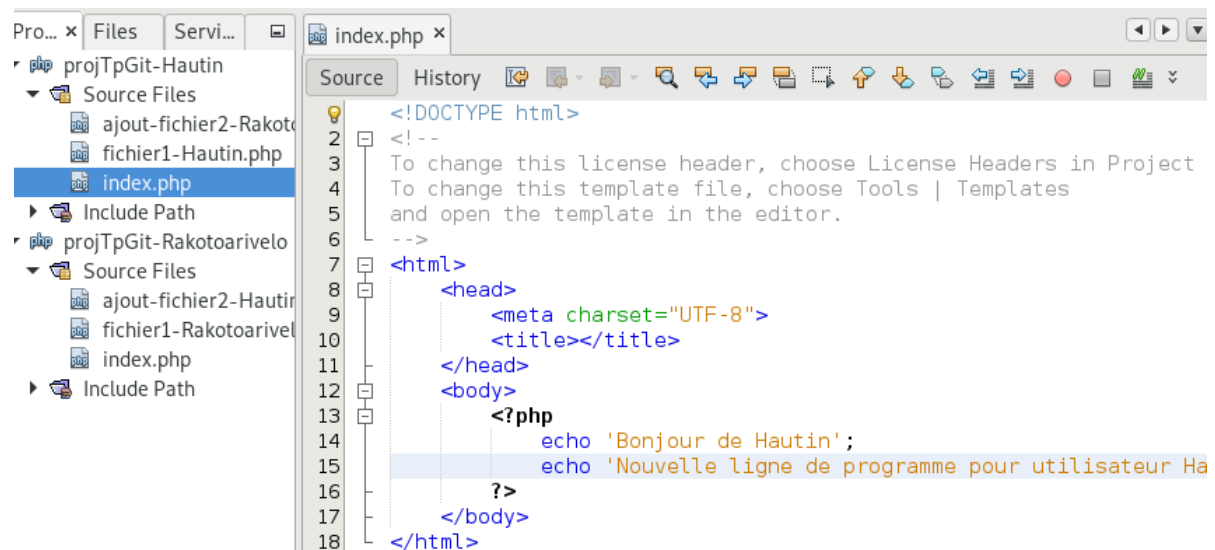 Pro... × Files Servi...
projTpGit-Hautin
Source Files
ajout-fichier2-Rakoto
fichier1-Hautin.php
index.php
Include Path
projTpGit-Rakotoarivelo
Source Files
ajout-fichier2-Hautin
fichier1-Rakotoarivel
index.php
Include Path
index.php ×
Source History
<!DOCTYPE html>
2 <!--
3 To change this license header, choose License Headers in Project
4 To change this template file, choose Tools | Templates
5 and open the template in the editor.
6 -->
7 <html>
8 <head>
9 <meta charset="UTF-8">
10 <title></title>
11 </head>
12 <body>
13 <?php
14 echo 'Bonjour de Hautin';
15 echo 'Nouvelle ligne de programme pour utilisateur Ha
16 ?>
17 </body>
18 </html>